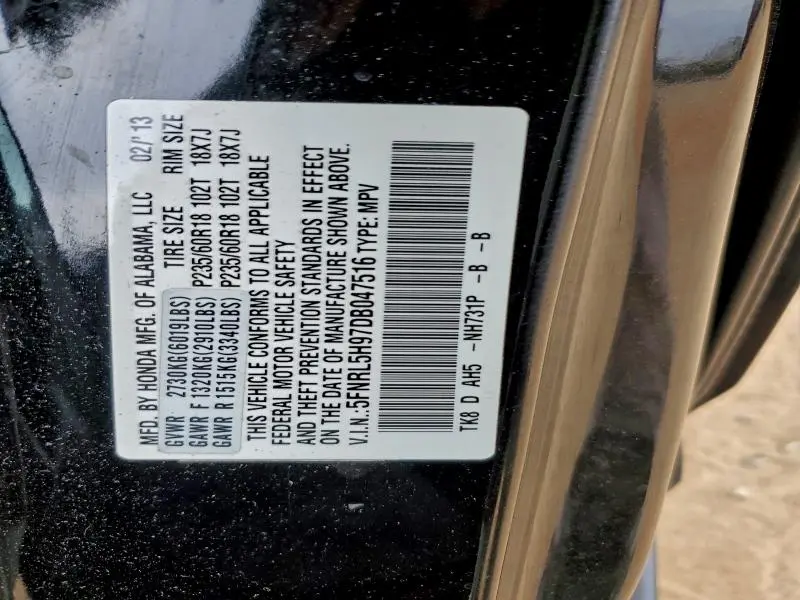 MFD. BY HONDA MFG. OF ALABAMA, LLC 02/'13
GVWR 2730KG(6019LBS) TIRE SIZE RIM SIZE
GAWR F 1320KG(2910LBS) P235/60R18 102T 18X7J
GAWR R 1515KG(3340LBS) P235/60R18 102T 18X7J
THIS VEHICLE CONFORMS TO ALL APPLICABLE
FEDERAL MOTOR VEHICLE SAFETY
AND THEFT PREVENTION STANDARDS IN EFFECT
ON THE DATE OF MANUFACTURE SHOWN ABOVE.
V.I.N.:5FNRL5H97DB047516 TYPE: MPV
TK8 D AH5 -NH731P -B -B